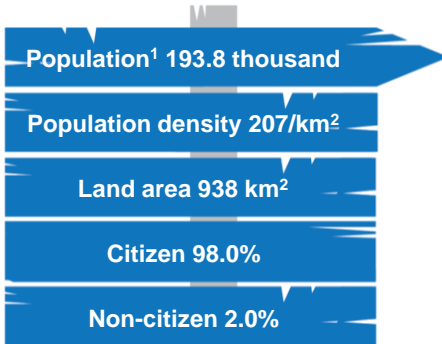 Population¹ 193.8 thousand
Population density 207/km²
Land area 938 km²
Citizen 98.0%
Non-citizen 2.0%